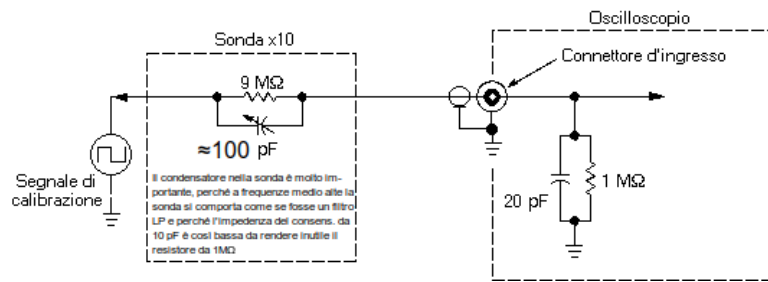 Oscilloscopio
Sonda x10
Connettore d'ingresso
9 MΩ
≈100 pF
Segnale di
calibrazione
Il condensatore nella sonda è molto im-
portante, perché a frequenze medio alte la
sonda si comporta come se fosse un filtro
LP e perché l'impedenza del consens. da
10 pF è così bassa da rendere inutile il
resistore da 1MΩ
20 pF
1 MΩ